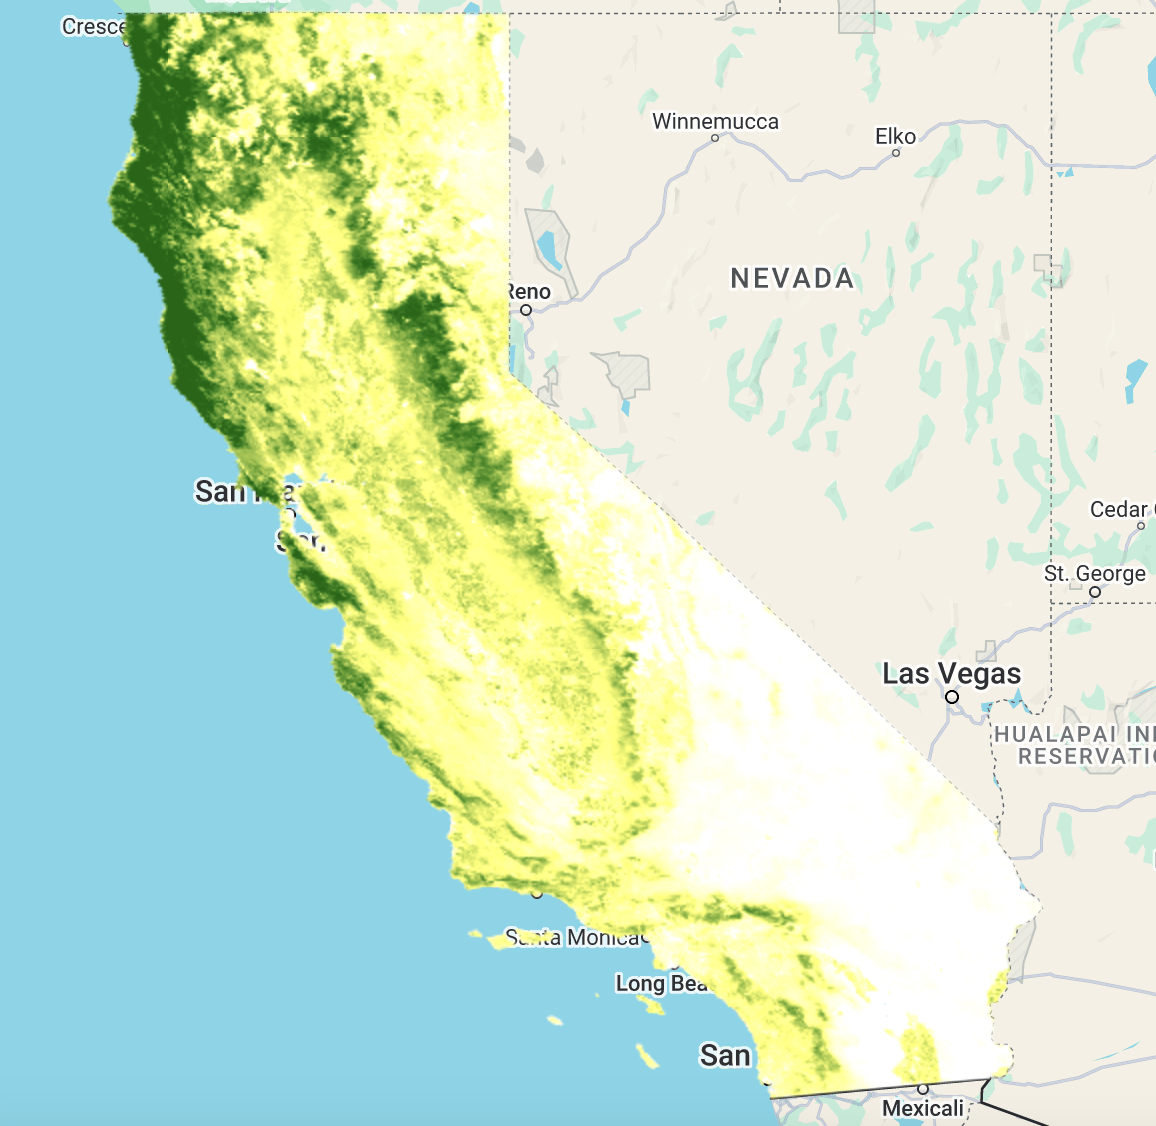 Cresce
Winnemucca
Elko
NEVADA
Reno
San Fra
San
Cedar C
St. George
Las Vegas
HUALAPAI IN
RESERVATI
Santa Monica
Long Bea
San
Mexicali